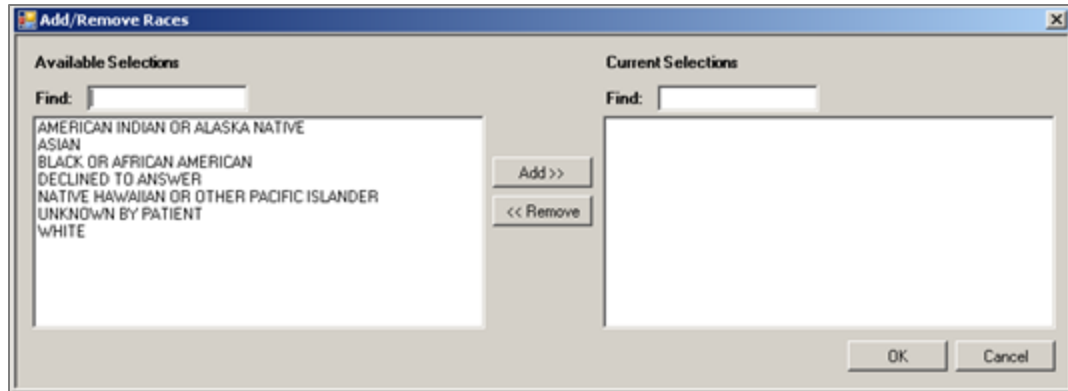 Add/Remove Races
Available Selections
Current Selections
Find:
Find:
AMERICAN INDIAN OR ALASKA NATIVE
ASIAN
BLACK OR AFRICAN AMERICAN
DECLINED TO ANSWER
NATIVE HAWAIIAN OR OTHER PACIFIC ISLANDER
UNKNOWN BY PATIENT
WHITE
Add >>
<< Remove
OK
Cancel